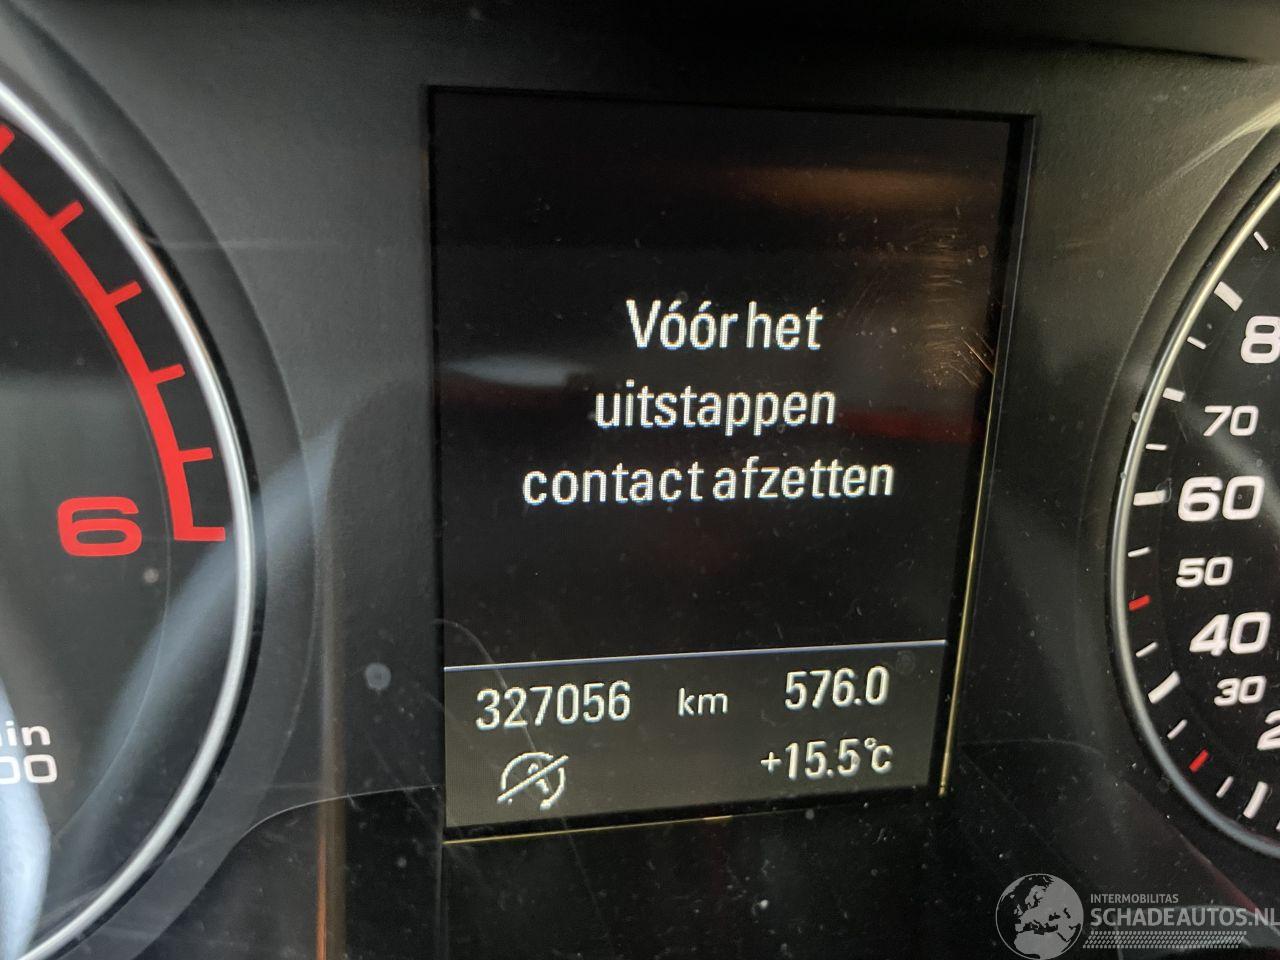 Vóór het
uitstappen
contact afzetten
327056 km 576.0
A +15.5°C
6
80
70
60
50
40
30
INTERMOBILITAS
SCHADEAUTOS.NL